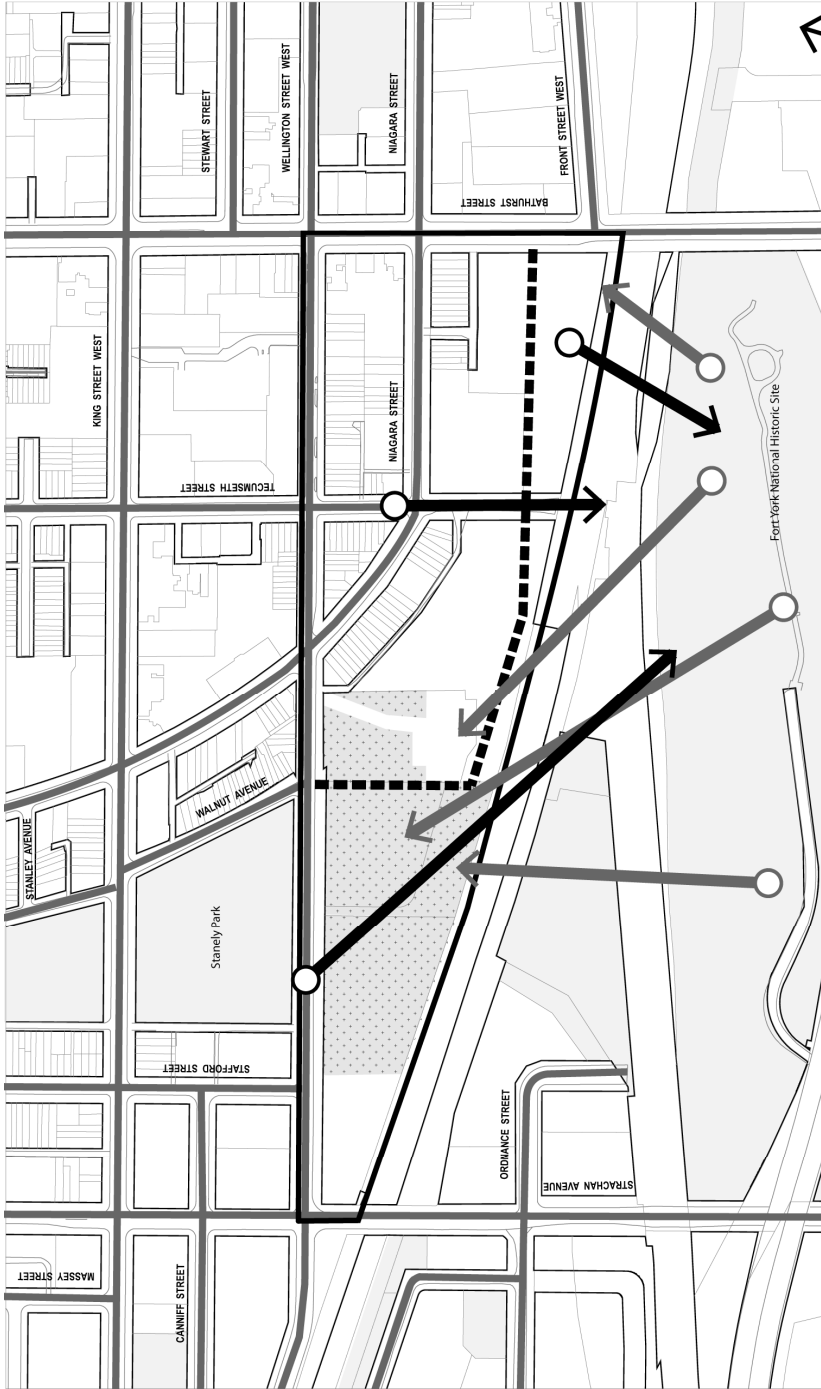 STEWART STREET
WELLINGTON STREET WEST
NIAGARA STREET
FRONT STREET WEST
BATHURST STREET
KING STREET WEST
NIAGARA STREET
TECUMSETH STREET
Fort York National Historic Site
WALNUT AVENUE
STANLEY AVENUE
Stanely Park
STAFFORD STREET
ORDNANCE STREET
STRACHAN AVENUE
MASSEY STREET
CANNIFF STREET